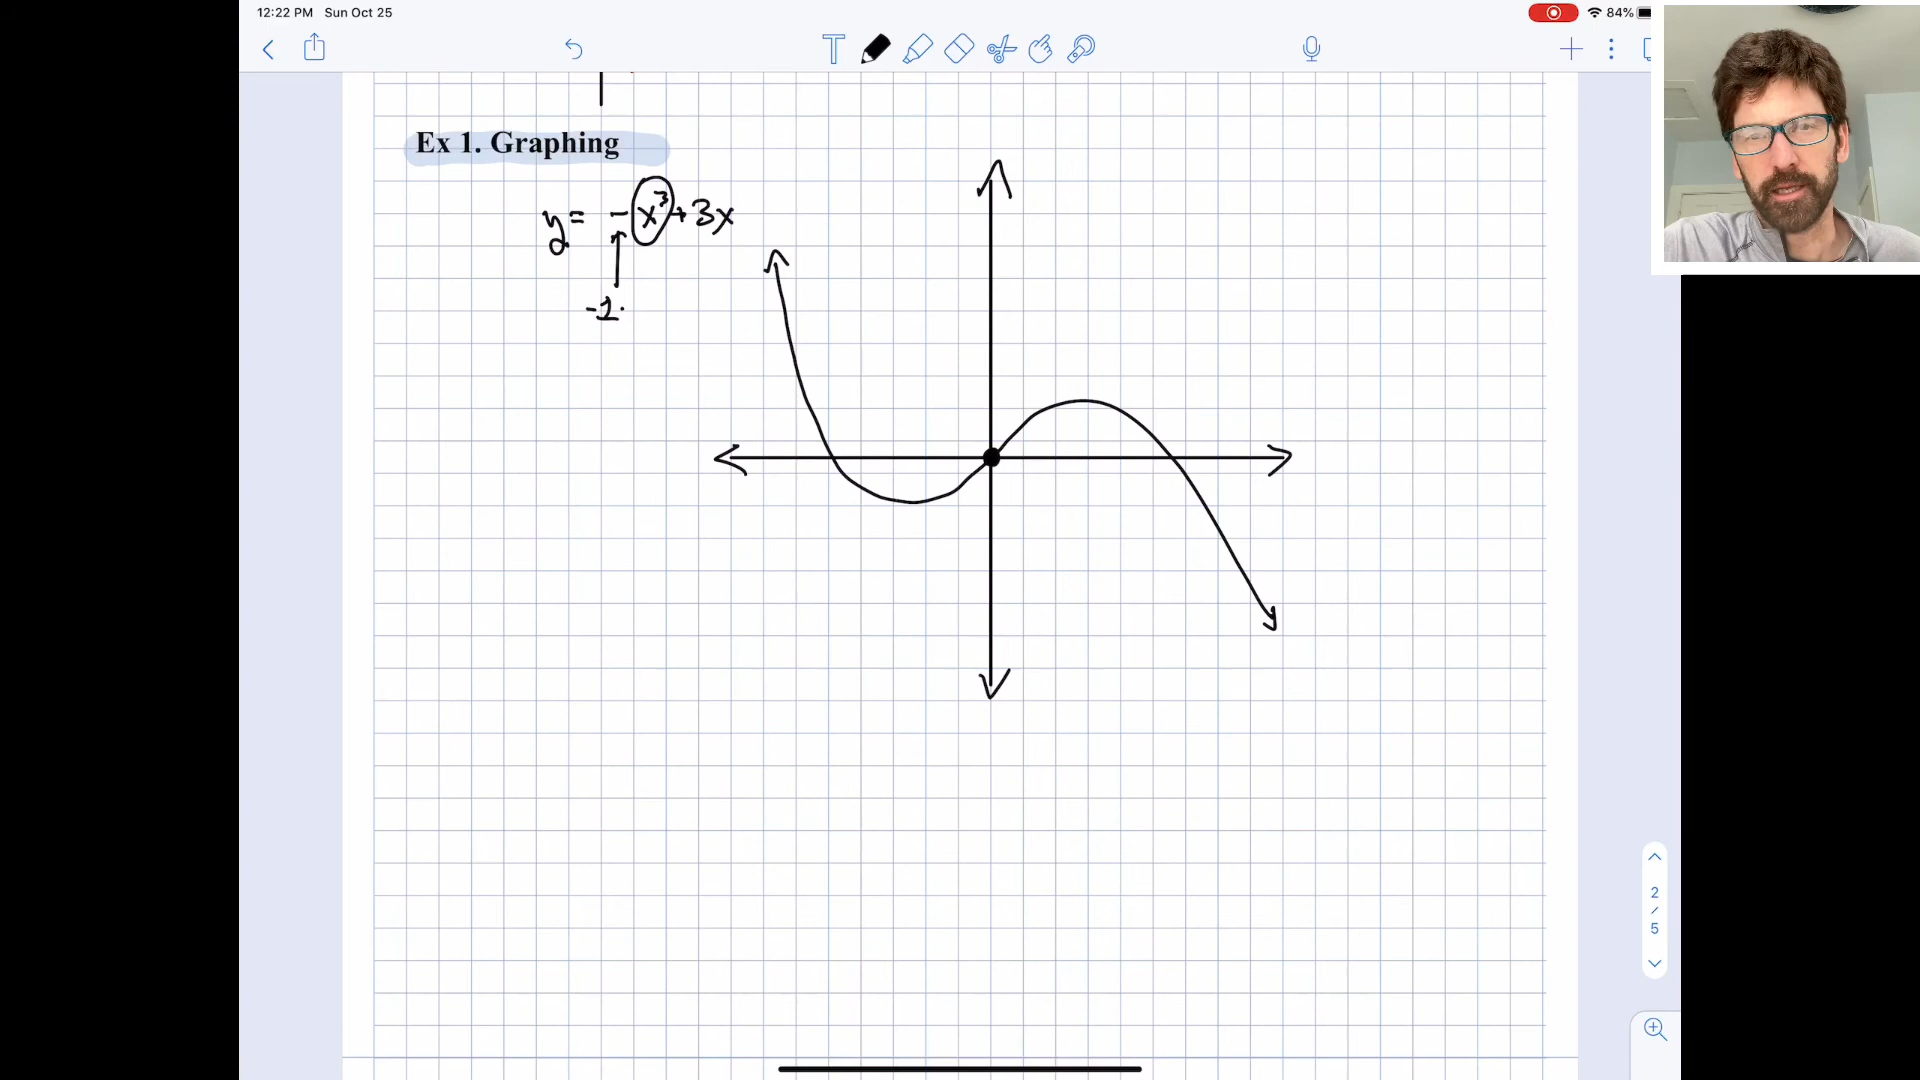 12:22 PM Sun Oct 25
84%
T
Ex 1. Graphing
y = -x³+3x
-1.
2
/
5